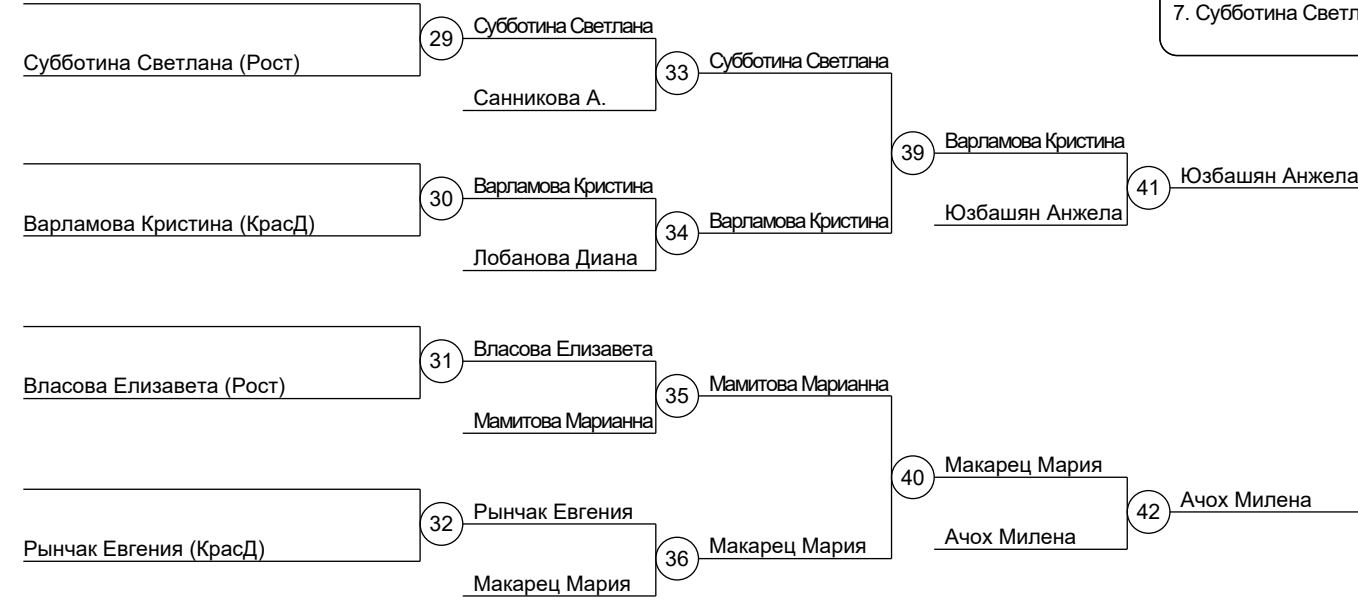 7. Субботина Светл
Субботина Светлана (Рост)
29
Субботина Светлана
Санникова А.
33
Субботина Светлана
Варламова Кристина (КрасД)
30
Варламова Кристина
Лобанова Диана
34
Варламова Кристина
39
Варламова Кристина
Юзбашян Анжела
41
Юзбашян Анжела
Власова Елизавета (Рост)
31
Власова Елизавета
Мамитова Марианна
35
Мамитова Марианна
Рынчак Евгения (КрасД)
32
Рынчак Евгения
Макарец Мария
36
Макарец Мария
40
Макарец Мария
Ачох Милена
42
Ачох Милена